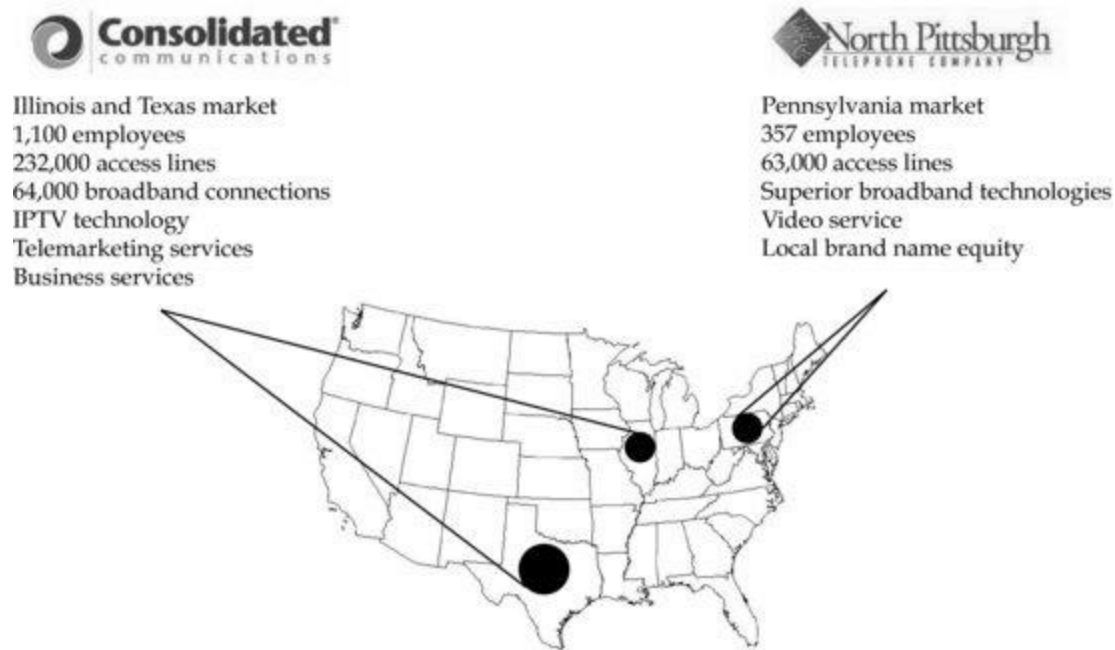 Consolidated®
communications
Illinois and Texas market
1,100 employees
232,000 access lines
64,000 broadband connections
IPTV technology
Telemarketing services
Business services
North Pittsburgh
TELEPHONE COMPANY
Pennsylvania market
357 employees
63,000 access lines
Superior broadband technologies
Video service
Local brand name equity